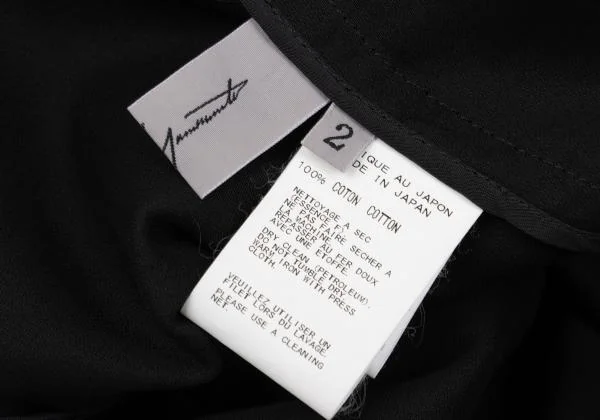 Yamamoto
2
IQUE AU JAPON
DE IN JAPAN
100% COTON COTTON
NETTOYAGE A SEC
(ESSENCE F).
NE PAS FAIRE SECHER A
LA MACHINE.
REPASSER AU FER DOUX
AVEC UNE ETOFFE.
DRY CLEAN (PETROLEUM).
DO NOT TUMBLE DRY.
WARM IRON WITH PRESS
CLOTH.
VEUILLEZ UTILISER UN
FILET LORS DU LAVAGE.
PLEASE USE A CLEANING
NET.